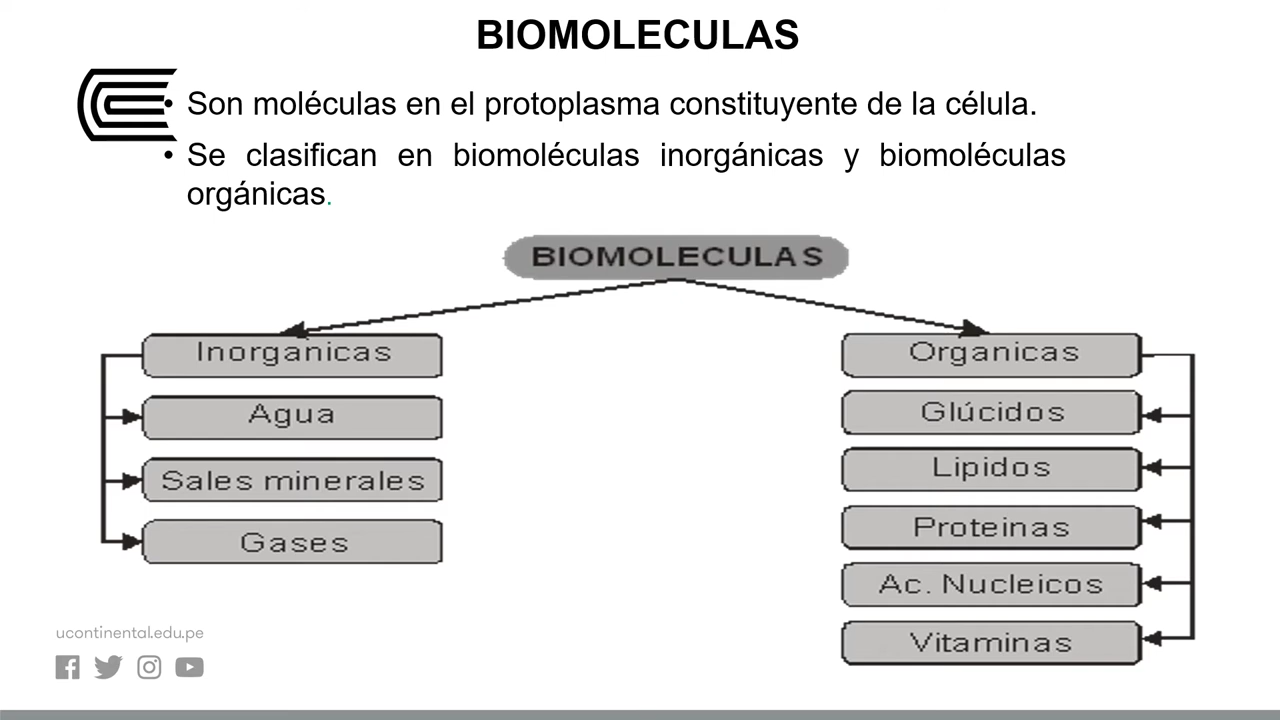 BIOMOLECULAS
• Son moléculas en el protoplasma constituyente de la célula.
• Se clasifican en biomoléculas inorgánicas y biomoléculas
orgánicas.
BIOMOLECULAS
Inorganicas
Agua
Sales minerales
Gases
Organicas
Glúcidos
Lipidos
Proteinas
Ac. Nucleicos
Vitaminas
ucontinental.edu.pe